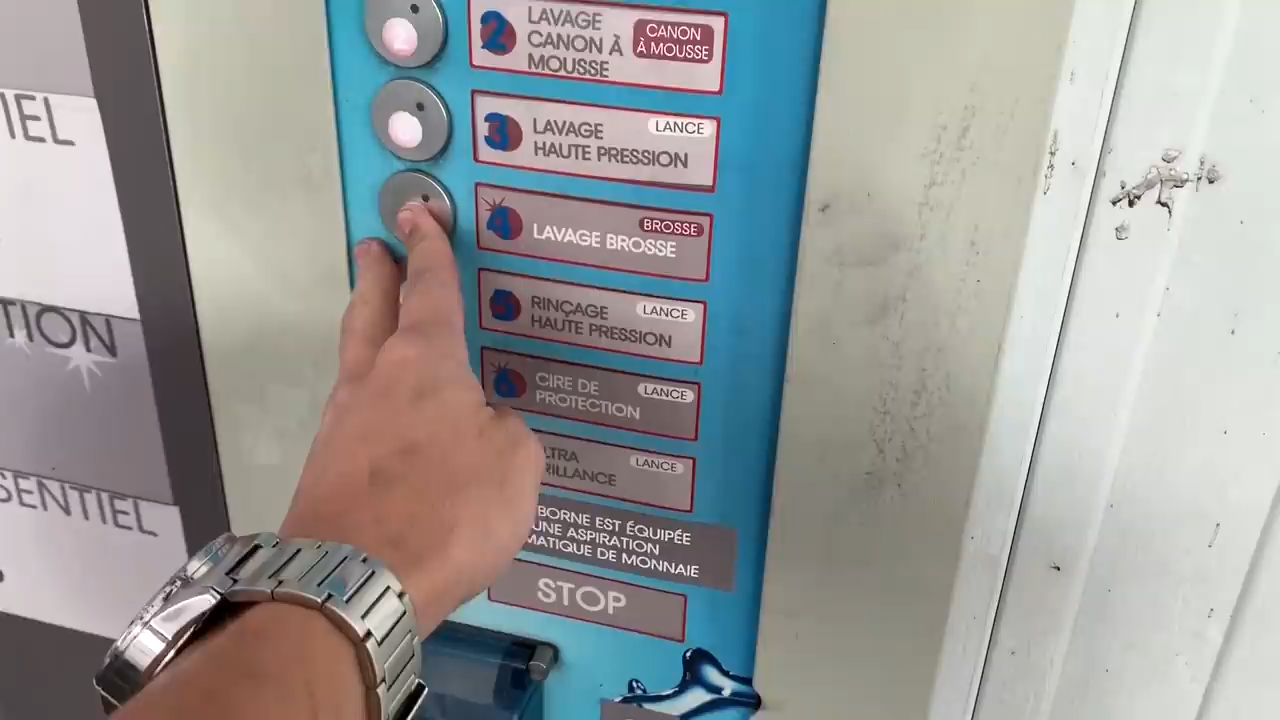 IEL
TION
SENTIEL
2
LAVAGE
CANON À
MOUSSE
CANON
À MOUSSE
3
LAVAGE
HAUTE PRESSION
LANCE
4
LAVAGE BROSSE
BROSSE
5
RINÇAGE
HAUTE PRESSION
LANCE
6
CIRE DE
PROTECTION
LANCE
LTRA
RILLANCE
LANCE
BORNE EST ÉQUIPÉE
UNE ASPIRATION
MATIQUE DE MONNAIE
STOP